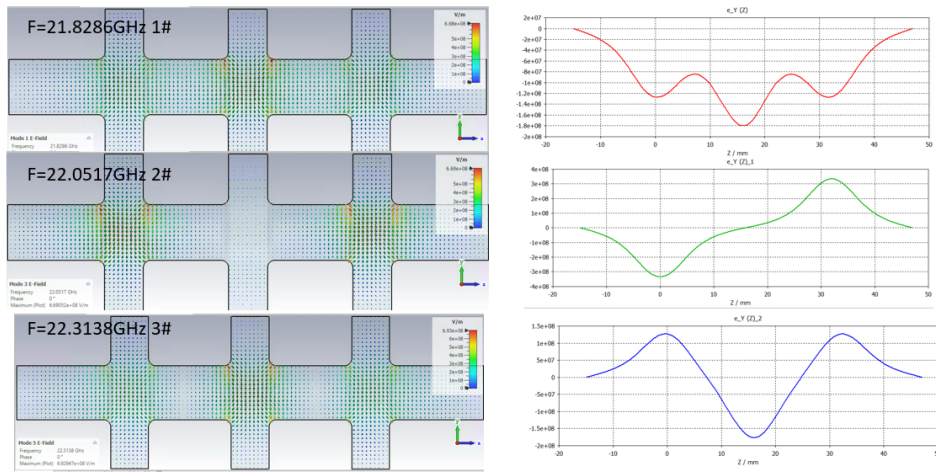 F=21.8286GHz 1#
V/m
6.68e+08
5e+08
4e+08
3e+08
2e+08
1e+08
0
Mode 1 E-Field
Frequency 21.8286 GHz
y
z
e_Y (Z)
2e+07
0
-2e+07
-4e+07
-6e+07
-8e+07
-1e+08
-1.2e+08
-1.4e+08
-1.6e+08
-1.8e+08
-2e+08
-20 -10 0 10 20 30 40 50
Z / mm
F=22.0517GHz 2#
V/m
6.69e+08
5e+08
4e+08
3e+08
2e+08
1e+08
0
Mode 3 E-Field
Frequency 22.0517 GHz
Phase 0°
Maximum (Plot) 6.69052e+08 V/m
y
z
e_Y (Z)_1
4e+08
3e+08
2e+08
1e+08
0
-1e+08
-2e+08
-3e+08
-4e+08
-20 -10 0 10 20 30 40 50
Z / mm
F=22.3138GHz 3#
V/m
6e+08
5e+08
4e+08
3e+08
2e+08
1e+08
0
Mode 5 E-Field
Frequency 22.3138 GHz
Phase 0°
y
z
e_Y (Z)_2
1.5e+08
1e+08
5e+07
0
-5e+07
-1e+08
-1.5e+08
-2e+08
-20 -10 0 10 20 30 40 50
Z / mm